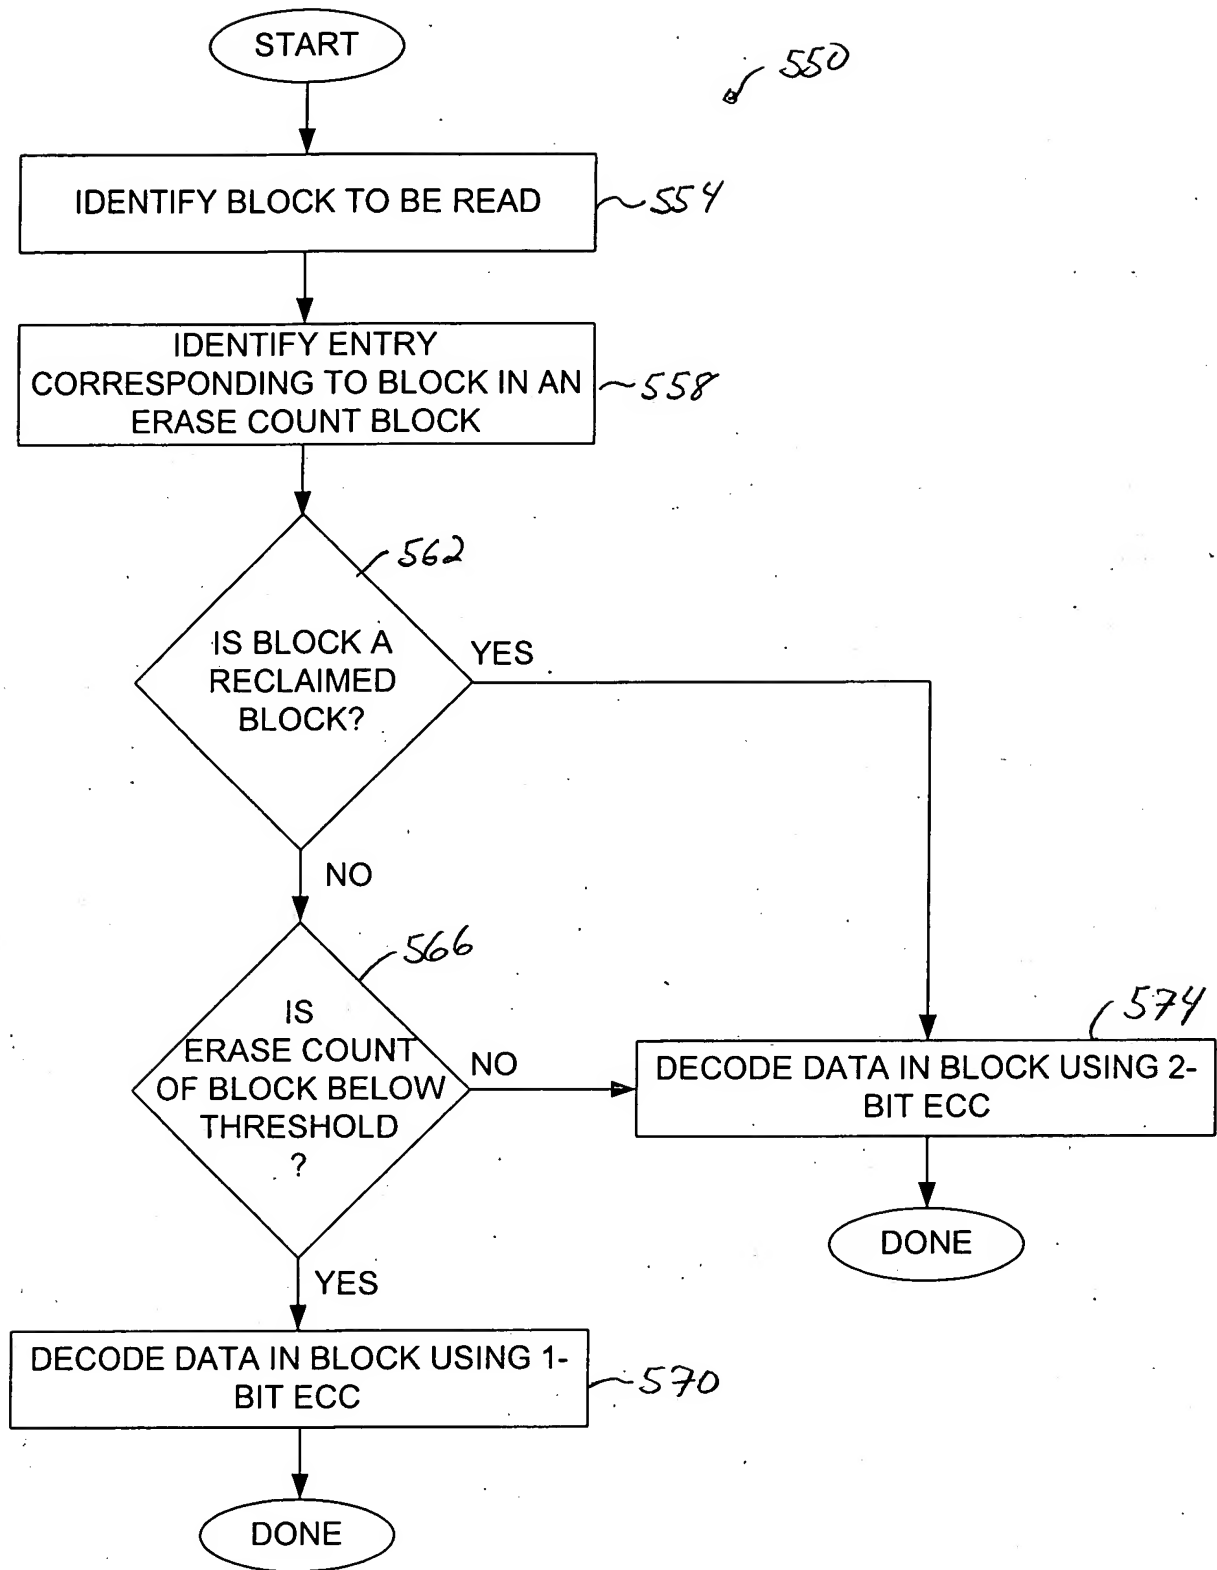 START
550
IDENTIFY BLOCK TO BE READ
554
IDENTIFY ENTRY
CORRESPONDING TO BLOCK IN AN
ERASE COUNT BLOCK
558
562
IS BLOCK A
RECLAIMED
BLOCK?
YES
NO
566
IS
ERASE COUNT
OF BLOCK BELOW
THRESHOLD
?
NO
574
DECODE DATA IN BLOCK USING 2-
BIT ECC
DONE
YES
DECODE DATA IN BLOCK USING 1-
BIT ECC
570
DONE